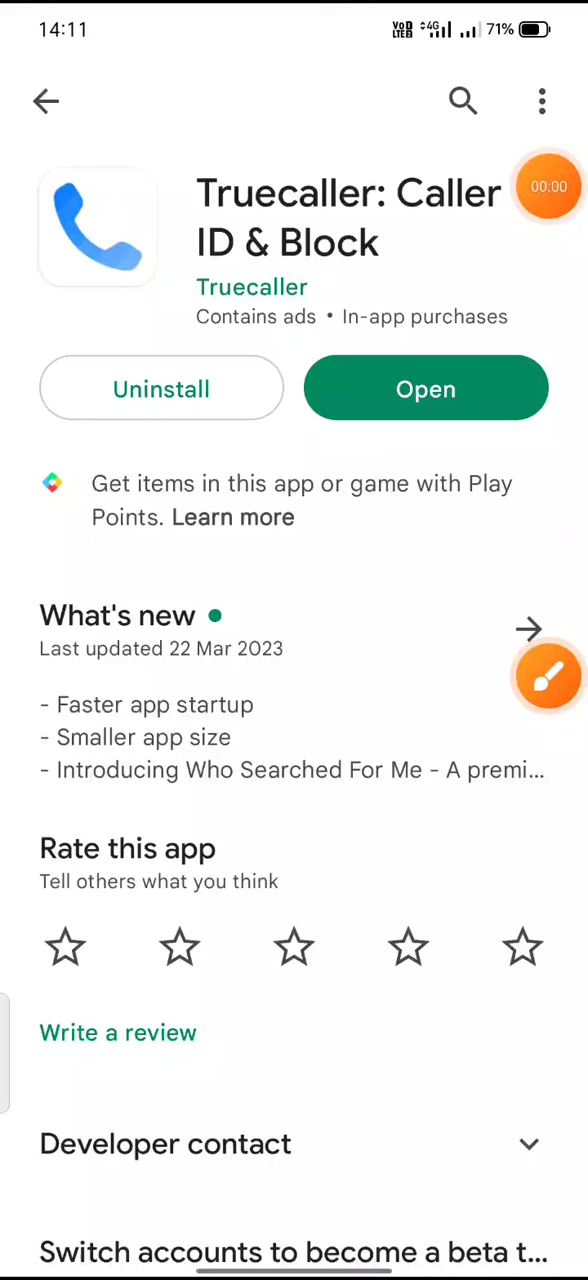 14:11
VoD LTE2 4G 71%
Truecaller: Caller
00:00
ID & Block
Truecaller
Contains ads • In-app purchases
Uninstall
Open
Get items in this app or game with Play
Points. Learn more
What's new
Last updated 22 Mar 2023
- Faster app startup
- Smaller app size
- Introducing Who Searched For Me - A premi...
Rate this app
Tell others what you think
Write a review
Developer contact
Switch accounts to become a beta t...